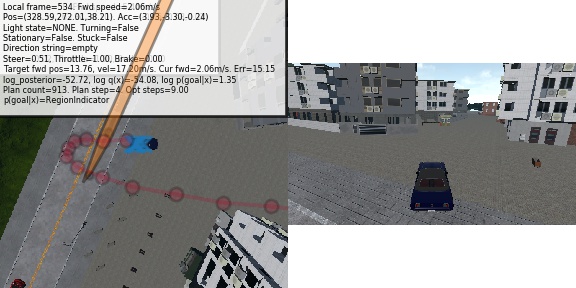 Local frame=534. Fwd speed=2.06m/s
Pos=(328.59,272.01,38.21). Acc=(3.93,-3.30,-0.24)
Light state=NONE. Turning=False
Stationary=False. Stuck=False
Direction string=empty
Steer=0.51, Throttle=1.00, Brake=0.00
Target fwd pos=13.76, vel=17.20m/s. Cur fwd=2.06m/s. Err=15.15
log_posterior=-52.72, log q(x)=-54.08, log p(goal|x)=1.35
Plan count=913. Plan step=4. Opt steps=9.00
p(goal|x)=RegionIndicator